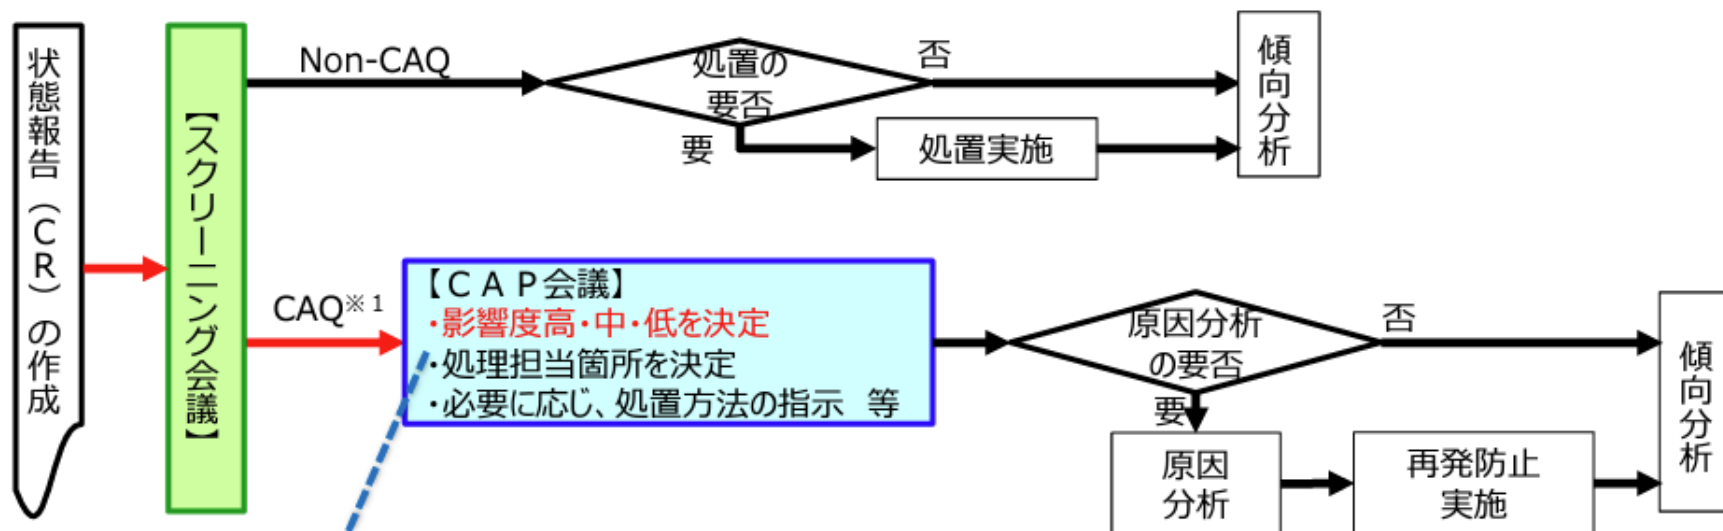 状態報告（ＣＲ）の作成
【スクリーニング会議】
Non-CAQ
処置の
要否
否
要
処置実施
傾向分析
CAQ※1
【ＣＡＰ会議】
・影響度高・中・低を決定
・処理担当箇所を決定
・必要に応じ、処置方法の指示　等
原因分析
の要否
否
要
原因
分析
再発防止
実施
傾向分析